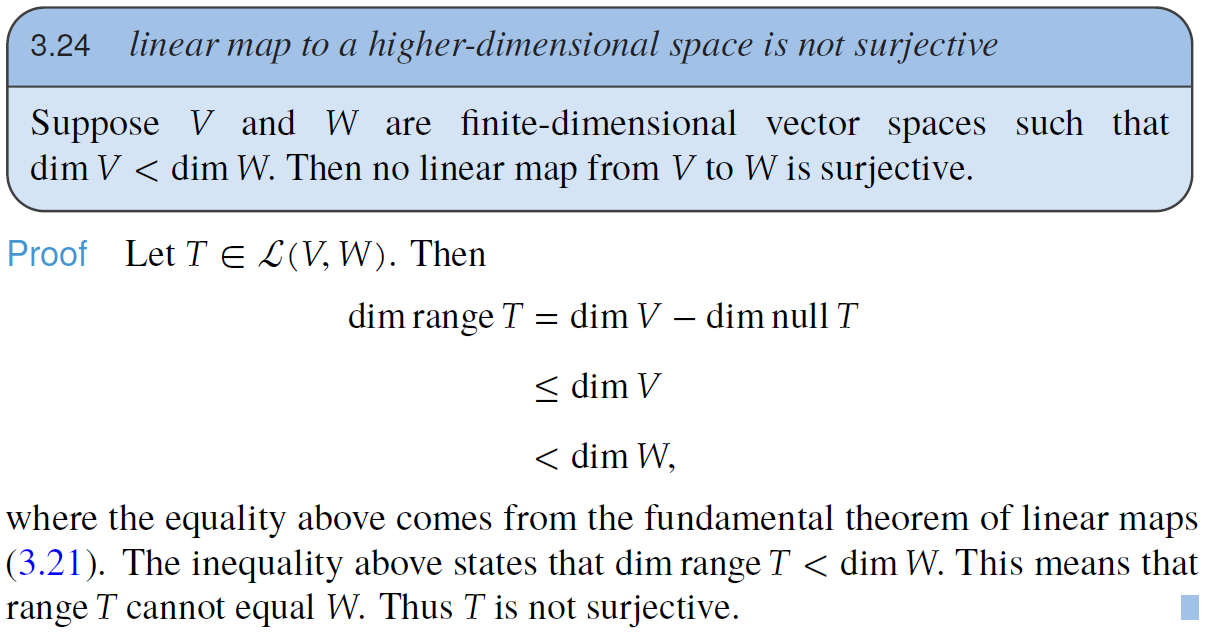 3.24 linear map to a higher-dimensional space is not surjective
Suppose V and W are finite-dimensional vector spaces such that
dim V < dim W. Then no linear map from V to W is surjective.
Proof Let T ∈ ℒ(V, W). Then
dim range T = dim V − dim null T
≤ dim V
< dim W,
where the equality above comes from the fundamental theorem of linear maps
(3.21). The inequality above states that dim range T < dim W. This means that
range T cannot equal W. Thus T is not surjective.